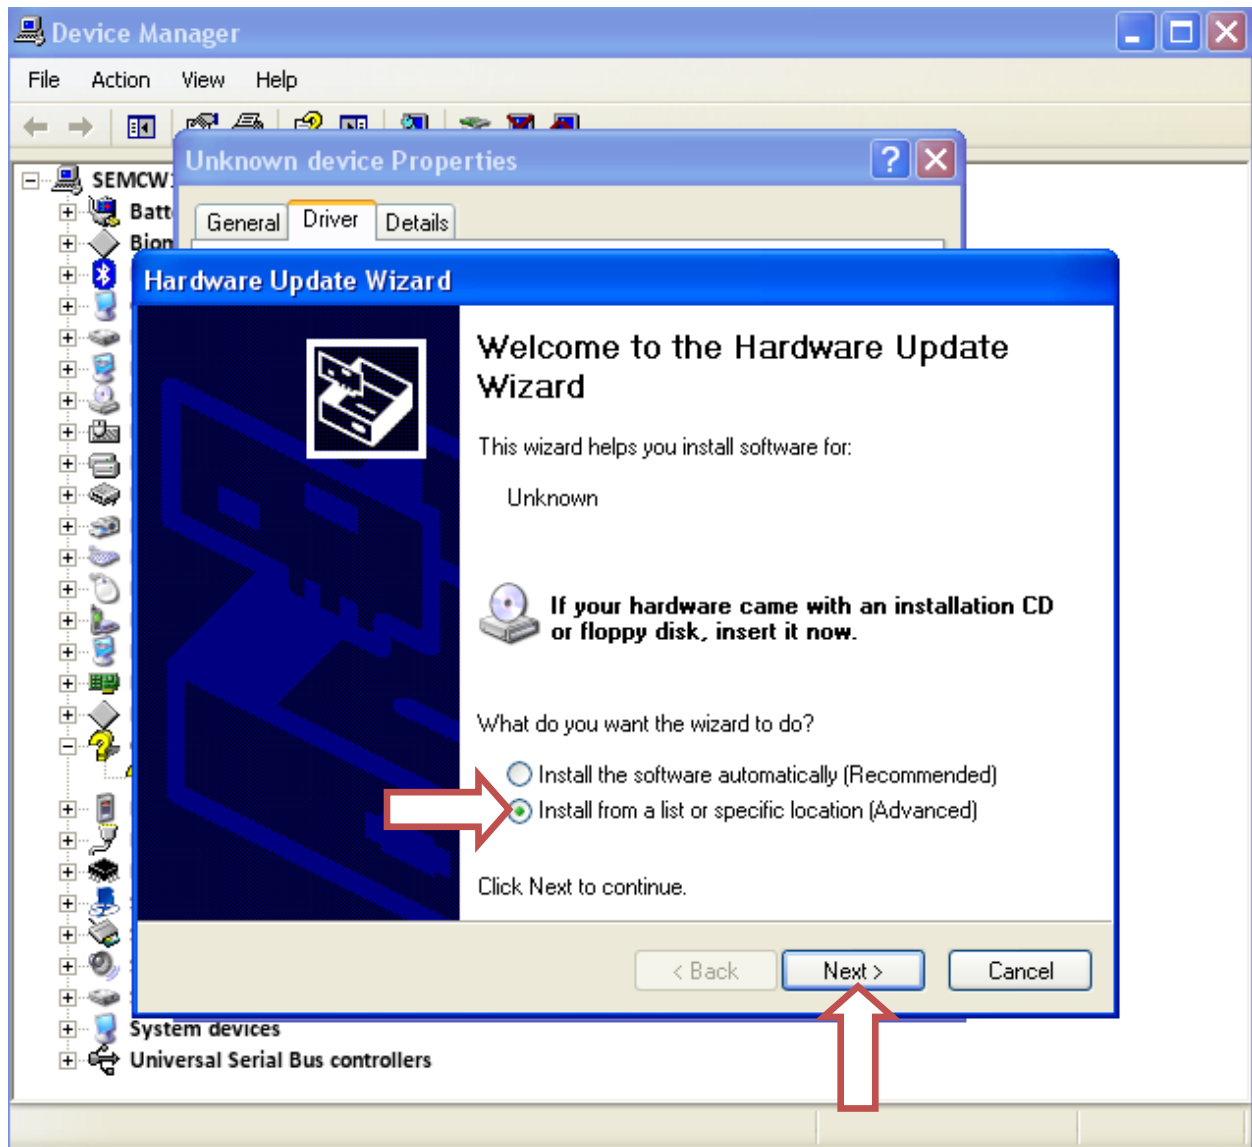 Device Manager
File Action View Help
Unknown device Properties
General Driver Details
SEMCW
Batt
Biom
Hardware Update Wizard
Welcome to the Hardware Update
Wizard
This wizard helps you install software for:
Unknown
If your hardware came with an installation CD
or floppy disk, insert it now.
What do you want the wizard to do?
Install the software automatically (Recommended)
Install from a list or specific location (Advanced)
Click Next to continue.
< Back Next > Cancel
System devices
Universal Serial Bus controllers